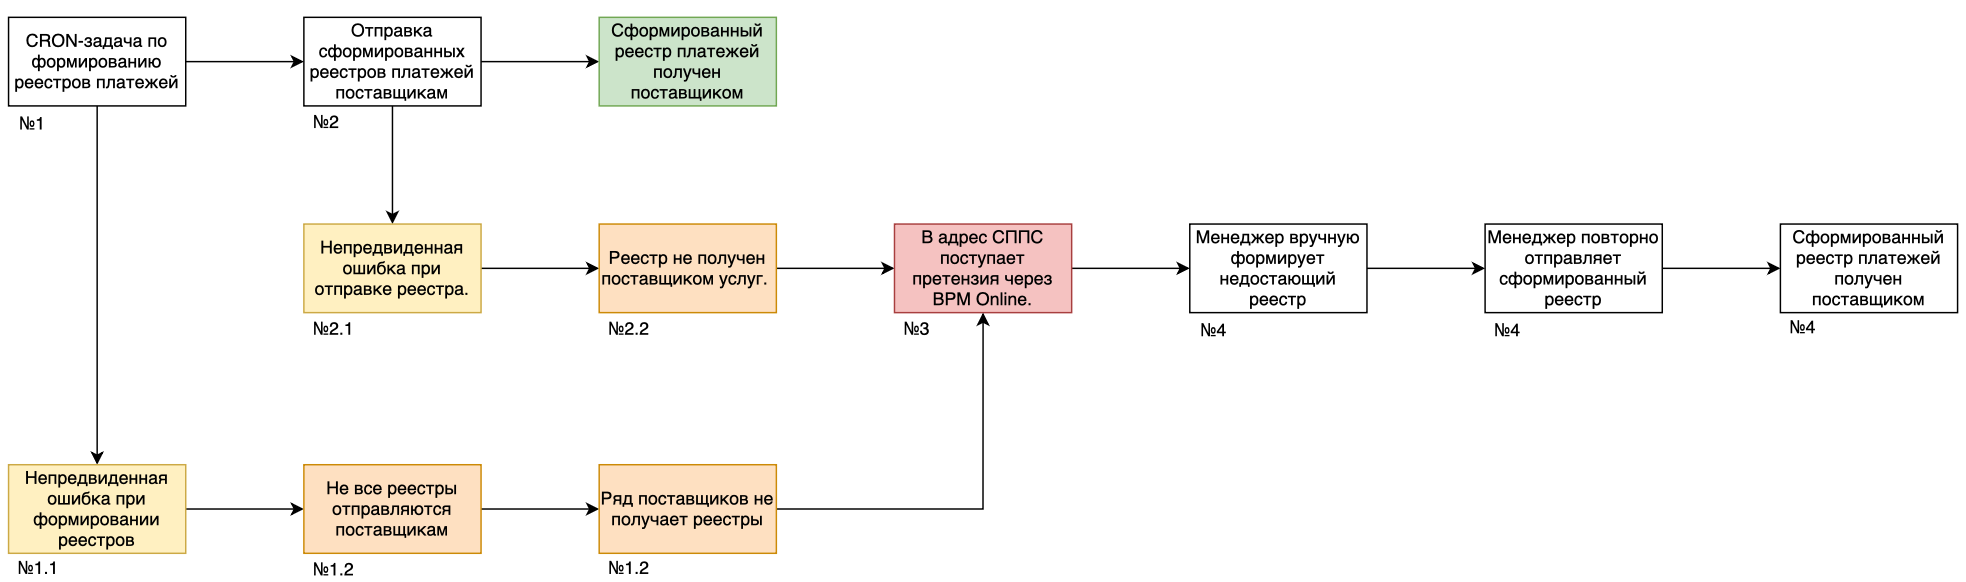 CRON-задача по
формированию
реестров платежей
№1
Отправка
сформированных
реестров платежей
поставщикам
№2
Сформированный
реестр платежей
получен
поставщиком
Непредвиденная
ошибка при
отправке реестра.
№2.1
Реестр не получен
поставщиком услуг.
№2.2
В адрес СППС
поступает
претензия через
BPM Online.
№3
Менеджер вручную
формирует
недостающий
реестр
№4
Менеджер повторно
отправляет
сформированный
реестр
№4
Сформированный
реестр платежей
получен
поставщиком
№4
Непредвиденная
ошибка при
формировании
реестров
№1.1
Не все реестры
отправляются
поставщикам
№1.2
Ряд поставщиков не
получает реестры
№1.2